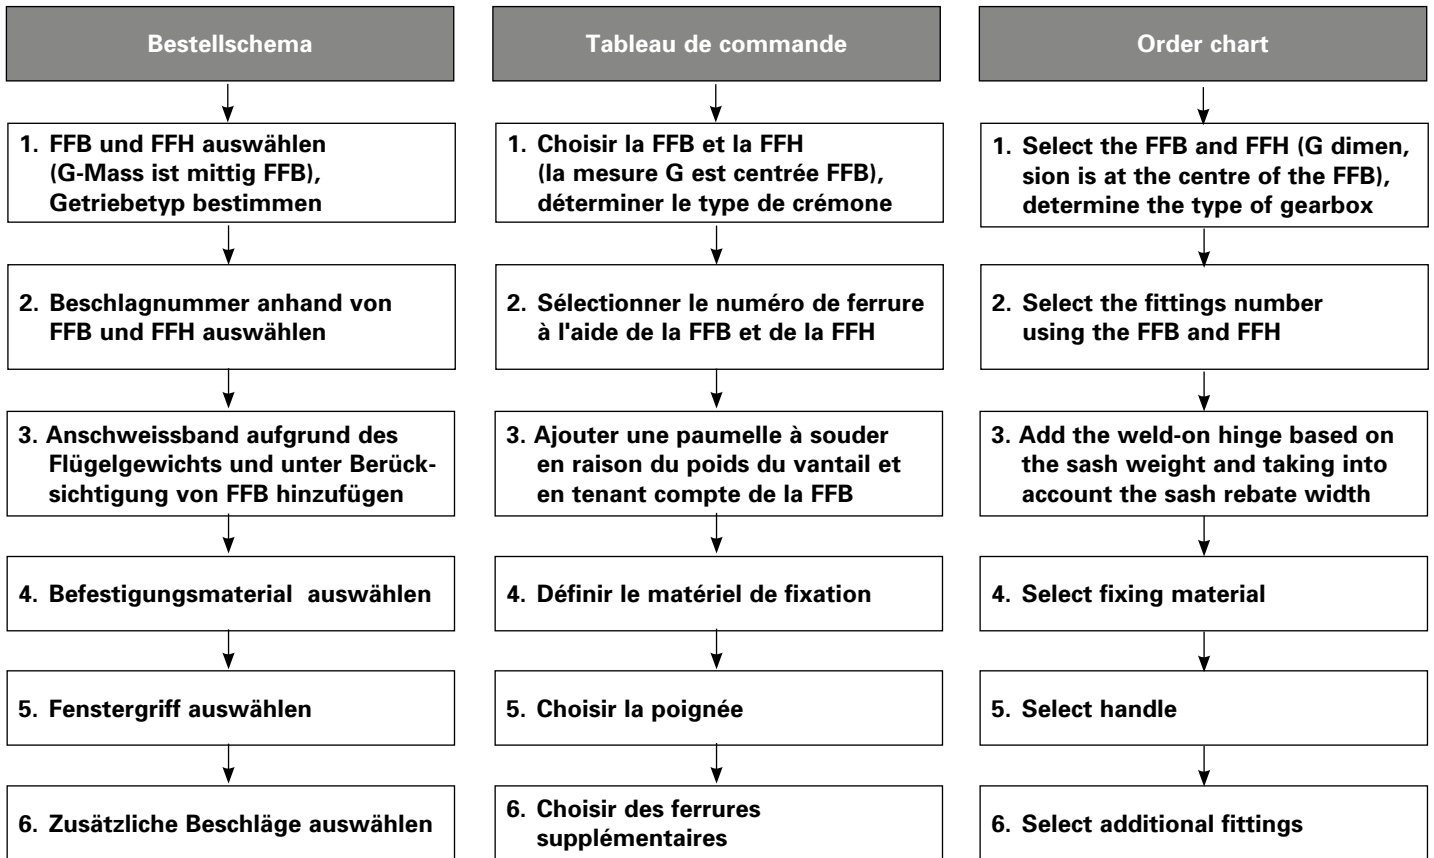 Bestellschema
1. FFB und FFH auswählen
(G-Mass ist mittig FFB),
Getriebetyp bestimmen
2. Beschlagnummer anhand von
FFB und FFH auswählen
3. Anschweissband aufgrund des
Flügelgewichts und unter Berück-
sichtigung von FFB hinzufügen
4. Befestigungsmaterial auswählen
5. Fenstergriff auswählen
6. Zusätzliche Beschläge auswählen
Tableau de commande
1. Choisir la FFB et la FFH
(la mesure G est centrée FFB),
déterminer le type de crémone
2. Sélectionner le numéro de ferrure
à l'aide de la FFB et de la FFH
3. Ajouter une paumelle à souder
en raison du poids du vantail et
en tenant compte de la FFB
4. Définir le matériel de fixation
5. Choisir la poignée
6. Choisir des ferrures
supplémentaires
Order chart
1. Select the FFB and FFH (G dimen,
sion is at the centre of the FFB),
determine the type of gearbox
2. Select the fittings number
using the FFB and FFH
3. Add the weld-on hinge based on
the sash weight and taking into
account the sash rebate width
4. Select fixing material
5. Select handle
6. Select additional fittings